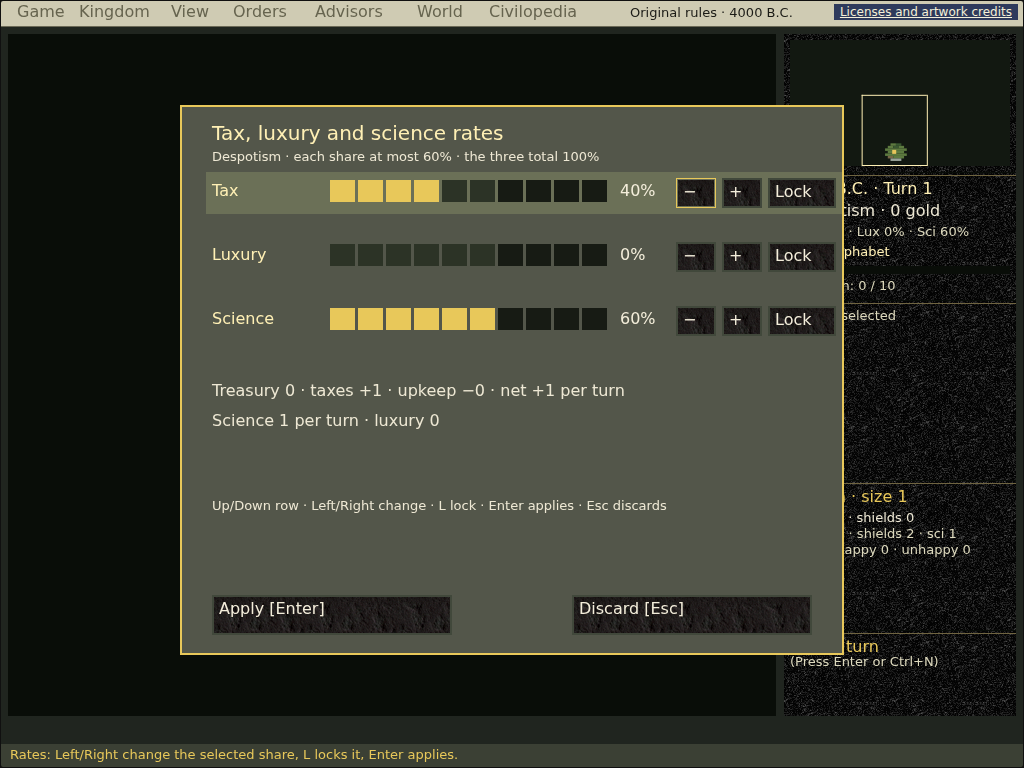 Game Kingdom View Orders Advisors World Civilopedia Original rules · 4000 B.C. Licenses and artwork credits
Tax, luxury and science rates
Despotism · each share at most 60% · the three total 100%
Tax 40% − + Lock
Luxury 0% − + Lock
Science 60% − + Lock
Treasury 0 · taxes +1 · upkeep −0 · net +1 per turn
Science 1 per turn · luxury 0
Up/Down row · Left/Right change · L lock · Enter applies · Esc discards
Apply [Enter] Discard [Esc]
B.C. · Turn 1
· 0 gold
· Lux 0% · Sci 60%
: 0 / 10
selected
· size 1
· shields 0
· shields 2 · sci 1
0 · unhappy 0
turn
(Press Enter or Ctrl+N)
Rates: Left/Right change the selected share, L locks it, Enter applies.